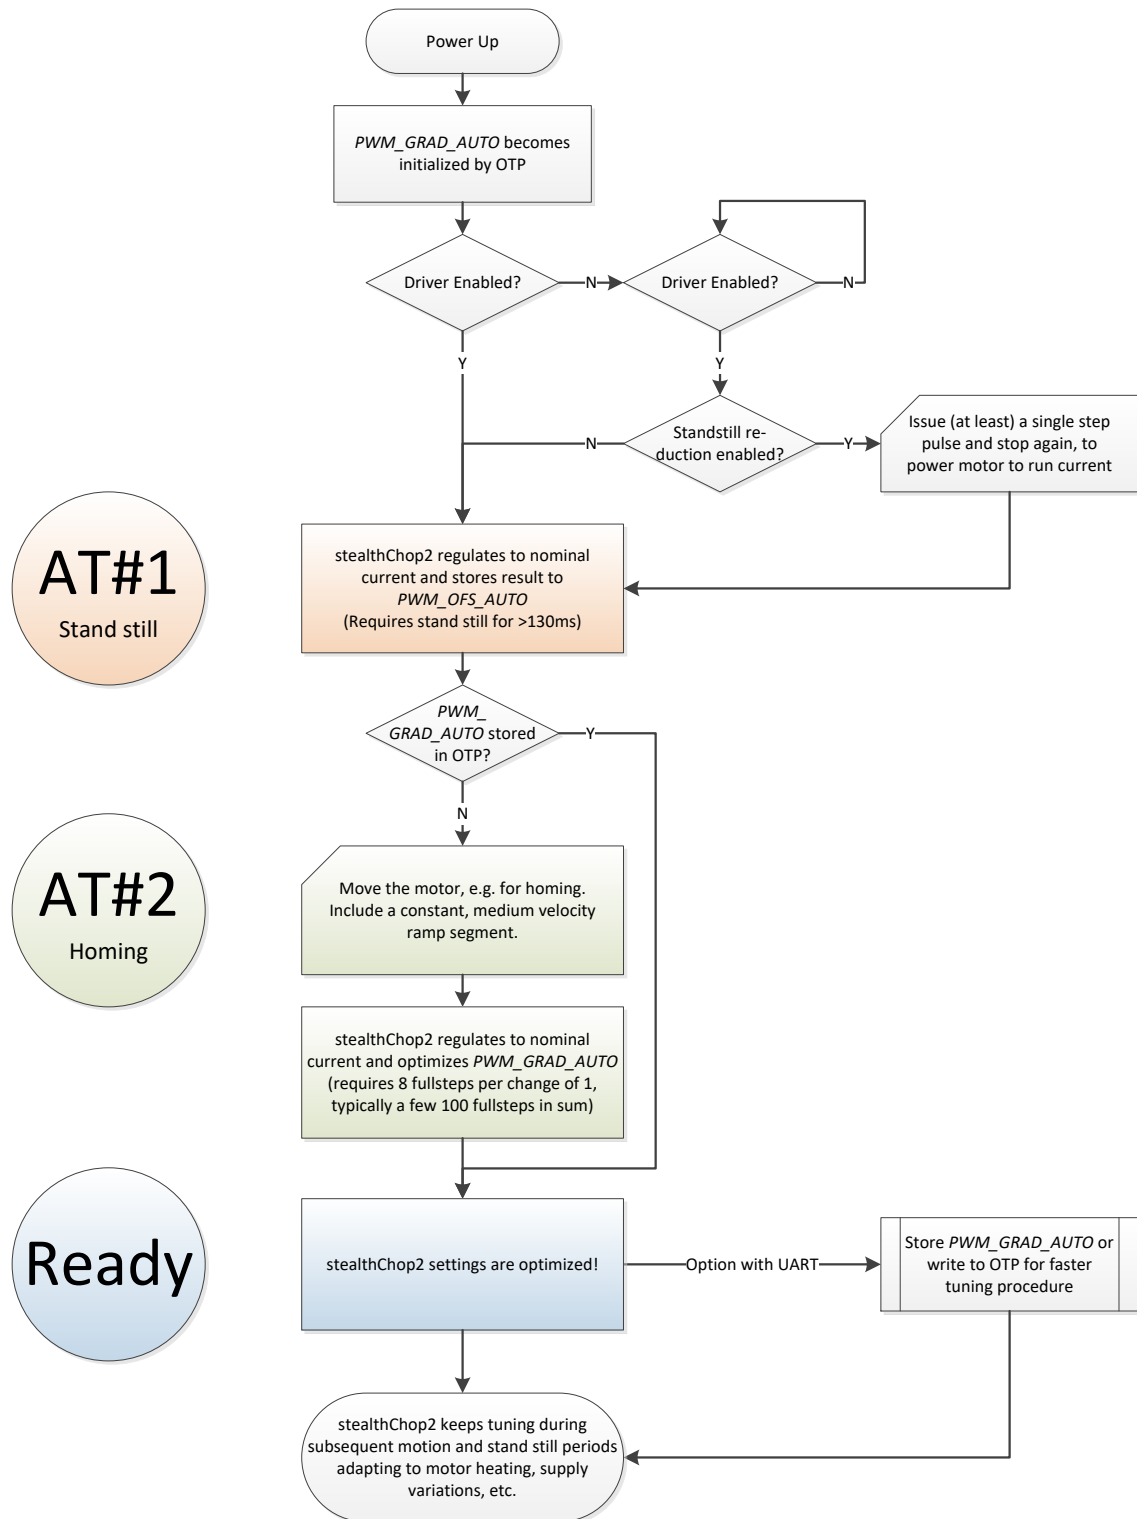 Power Up
PWM_GRAD_AUTO becomes
initialized by OTP
Driver Enabled?
N
Driver Enabled?
N
Y
Y
Standstill re-
duction enabled?
N
Y
Issue (at least) a single step
pulse and stop again, to
power motor to run current
AT#1
Stand still
stealthChop2 regulates to nominal
current and stores result to
PWM_OFS_AUTO
(Requires stand still for >130ms)
PWM_
GRAD_AUTO stored
in OTP?
Y
N
AT#2
Homing
Move the motor, e.g. for homing.
Include a constant, medium velocity
ramp segment.
stealthChop2 regulates to nominal
current and optimizes PWM_GRAD_AUTO
(requires 8 fullsteps per change of 1,
typically a few 100 fullsteps in sum)
Ready
stealthChop2 settings are optimized!
Option with UART
Store PWM_GRAD_AUTO or
write to OTP for faster
tuning procedure
stealthChop2 keeps tuning during
subsequent motion and stand still periods
adapting to motor heating, supply
variations, etc.